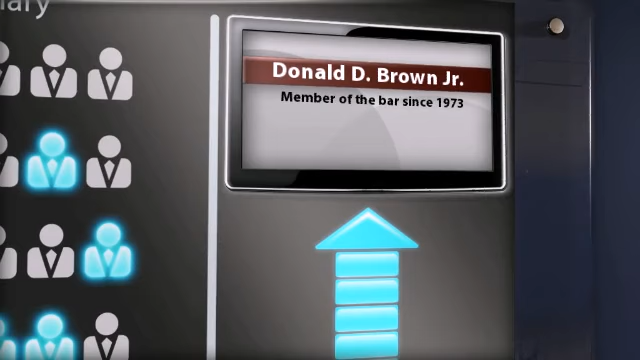 Donald D. Brown Jr.
Member of the bar since 1973